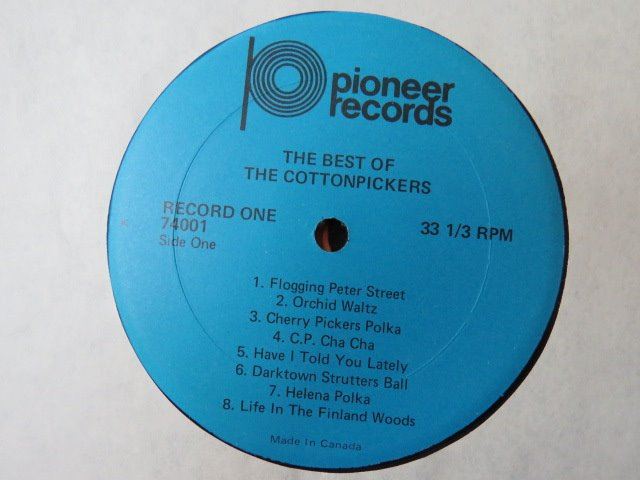 pioneer
records
THE BEST OF
THE COTTONPICKERS
RECORD ONE
74001
Side One
33 1/3 RPM
1. Flogging Peter Street
2. Orchid Waltz
3. Cherry Pickers Polka
4. C.P. Cha Cha
5. Have I Told You Lately
6. Darktown Strutters Ball
7. Helena Polka
8. Life In The Finland Woods
Made In Canada